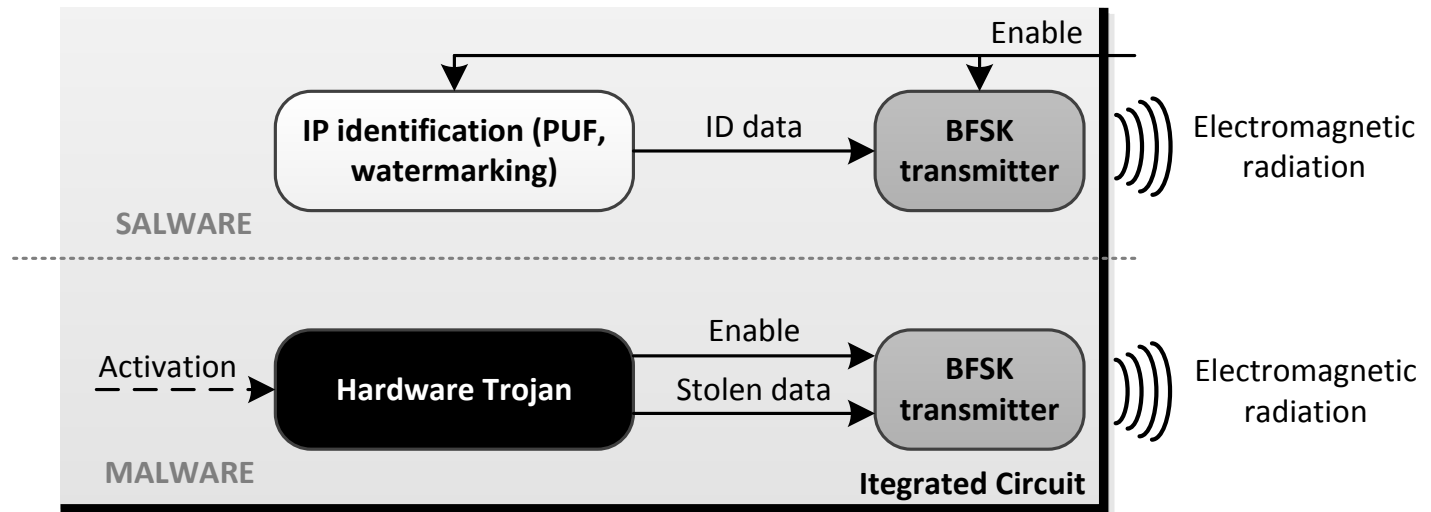 Enable
IP identification (PUF,
watermarking)
ID data
BFSK
transmitter
Electromagnetic
radiation
SALWARE
Activation
Hardware Trojan
Enable
Stolen data
BFSK
transmitter
Electromagnetic
radiation
MALWARE
Itegrated Circuit